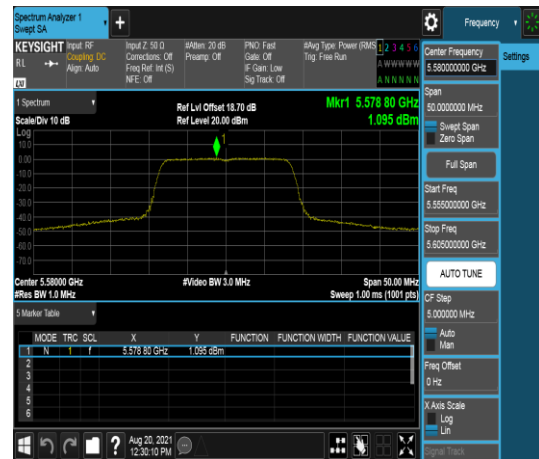 Spectrum Analyzer 1
Swept SA
+
Frequency
KEYSIGHT
RL
LXI
Input: RF
Coupling: DC
Align: Auto
Input Z: 50 Ω
Corrections: Off
Freq Ref: Int (S)
NFE: Off
#Atten: 20 dB
Preamp: Off
PNO: Fast
Gate: Off
IF Gain: Low
Sig Track: Off
#Avg Type: Power (RMS
Trig: Free Run
1 2 3 4 5 6
A W W W W W
A N N N N N
1 Spectrum
Scale/Div 10 dB
Ref Lvl Offset 18.70 dB
Ref Level 20.00 dBm
Mkr1 5.578 80 GHz
1.095 dBm
Log
10.0
0.00
-10.0
-20.0
-30.0
-40.0
-50.0
-60.0
-70.0
1
Center 5.58000 GHz
#Res BW 1.0 MHz
#Video BW 3.0 MHz
Span 50.00 MHz
Sweep 1.00 ms (1001 pts)
5 Marker Table
MODE TRC SCL X Y FUNCTION FUNCTION WIDTH FUNCTION VALUE
1 N 1 f 5.578 80 GHz 1.095 dBm
2
3
4
5
6
Aug 20, 2021
12:30:10 PM
Center Frequency
5.580000000 GHz
Settings
Span
50.0000000 MHz
Swept Span
Zero Span
Full Span
Start Freq
5.555000000 GHz
Stop Freq
5.605000000 GHz
AUTO TUNE
CF Step
5.000000 MHz
Auto
Man
Freq Offset
0 Hz
X Axis Scale
Log
Lin
Signal Track